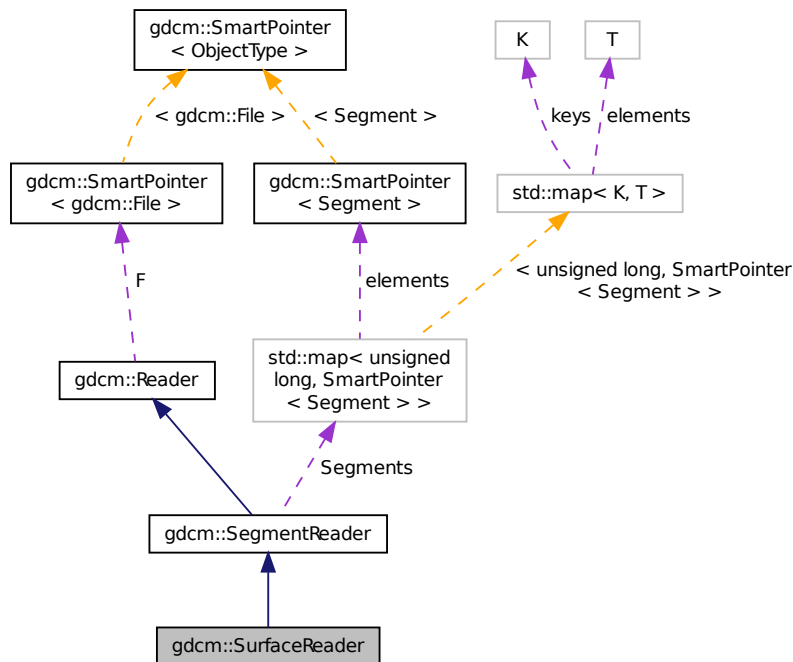 gdcm::SmartPointer
< ObjectType >
K
T
< gdcm::File >
< Segment >
keys
elements
gdcm::SmartPointer
< gdcm::File >
gdcm::SmartPointer
< Segment >
std::map< K, T >
F
elements
< unsigned long, SmartPointer
< Segment > >
gdcm::Reader
std::map< unsigned
long, SmartPointer
< Segment > >
Segments
gdcm::SegmentReader
gdcm::SurfaceReader